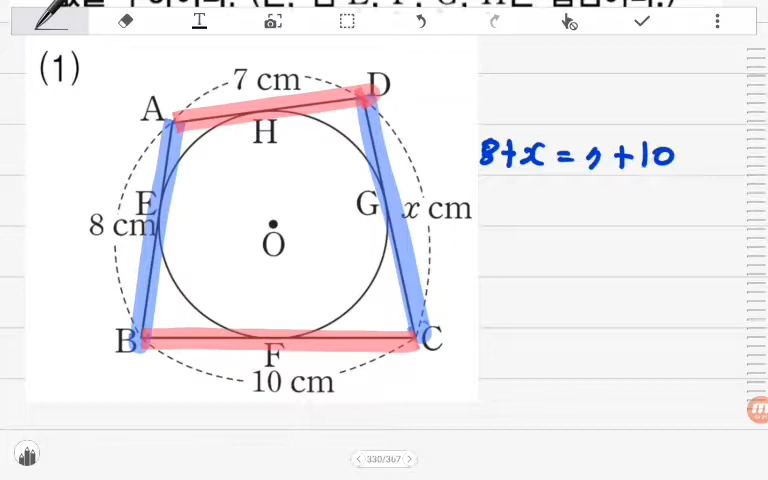 (1)
7 cm
A
D
H
8+x = 7+10
E
G
x cm
8 cm
O
B
C
F
10 cm
330/367